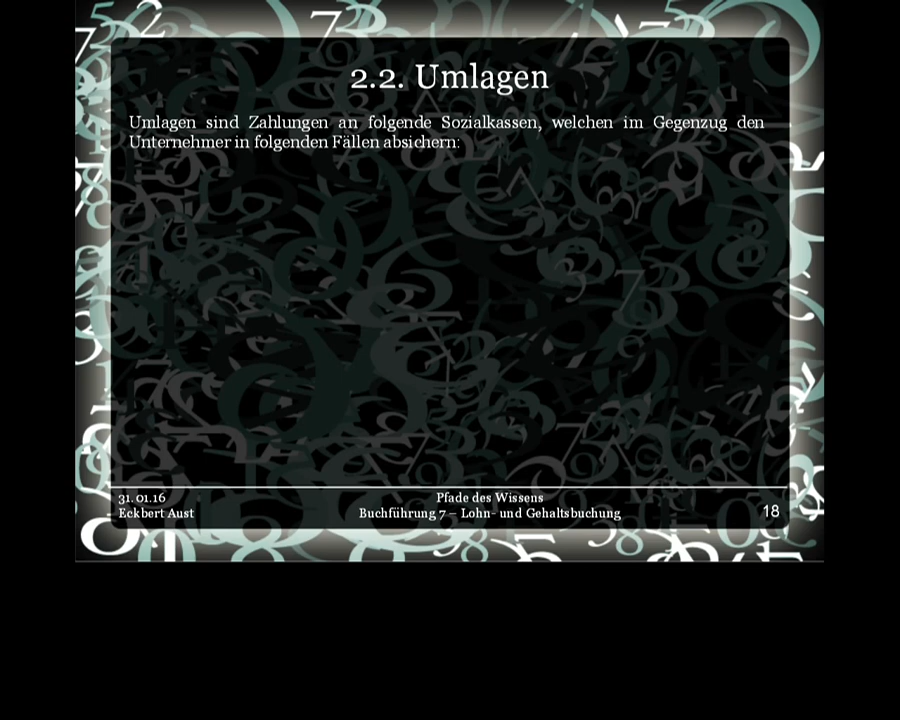 2.2. Umlagen
Umlagen sind Zahlungen an folgende Sozialkassen, welchen im Gegenzug den
Unternehmer in folgenden Fällen absichern:
31.01.16
Eckbert Aust
Pfade des Wissens
Buchführung 7 – Lohn- und Gehaltsbuchung
18